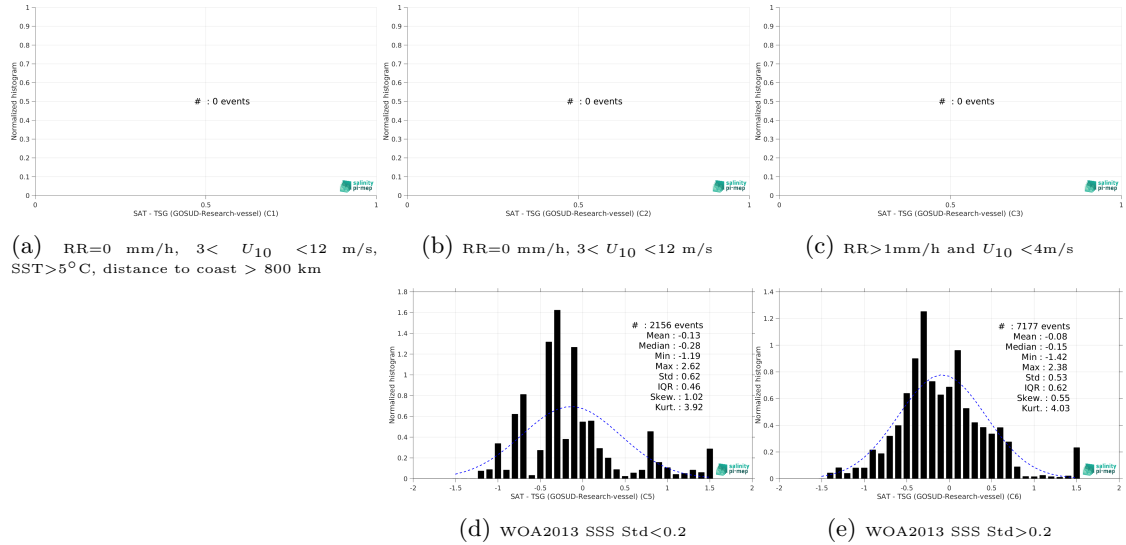 1
0.9
0.8
0.7
0.6
0.5
0.4
0.3
0.2
0.1
0
Normalized histogram
# : 0 events
0 0.5 1
SAT - TSG (GOSUD-Research-vessel) (C1)
salinity
pi-mep
1
0.9
0.8
0.7
0.6
0.5
0.4
0.3
0.2
0.1
0
Normalized histogram
# : 0 events
0 0.5 1
SAT - TSG (GOSUD-Research-vessel) (C2)
salinity
pi-mep
1
0.9
0.8
0.7
0.6
0.5
0.4
0.3
0.2
0.1
0
Normalized histogram
# : 0 events
0 0.5 1
SAT - TSG (GOSUD-Research-vessel) (C3)
salinity
pi-mep
(a) RR=0 mm/h, 3< U10 <12 m/s,
SST>5°C, distance to coast > 800 km
(b) RR=0 mm/h, 3< U10 <12 m/s
(c) RR>1mm/h and U10 <4m/s
1.8
1.6
1.4
1.2
1
0.8
0.6
0.4
0.2
0
Normalized histogram
# : 2156 events
Mean : -0.13
Median : -0.28
Min : -1.19
Max : 2.62
Std : 0.62
IQR : 0.46
Skew. : 1.02
Kurt. : 3.92
-2 -1.5 -1 -0.5 0 0.5 1 1.5 2
SAT - TSG (GOSUD-Research-vessel) (C5)
salinity
pi-mep
1.4
1.2
1
0.8
0.6
0.4
0.2
0
Normalized histogram
# : 7177 events
Mean : -0.08
Median : -0.15
Min : -1.42
Max : 2.38
Std : 0.53
IQR : 0.62
Skew. : 0.55
Kurt. : 4.03
-2 -1.5 -1 -0.5 0 0.5 1 1.5 2
SAT - TSG (GOSUD-Research-vessel) (C6)
salinity
pi-mep
(d) WOA2013 SSS Std<0.2
(e) WOA2013 SSS Std>0.2